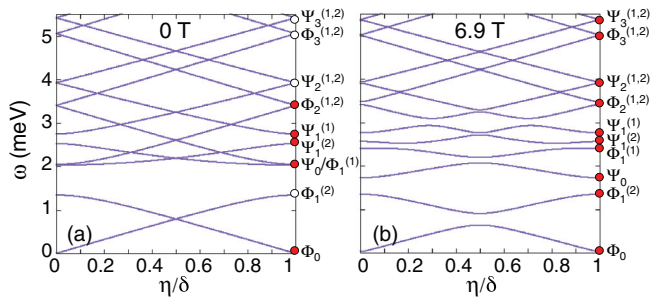 0 T
6.9 T
ω (meV)
5
4
3
2
1
0
(a)
0 0.2 0.4 0.6 0.8 1
η/δ
Ψ₃⁽¹,²⁾
Φ₃⁽¹,²⁾
Ψ₂⁽¹,²⁾
Φ₂⁽¹,²⁾
Ψ₁⁽¹⁾
Ψ₁⁽²⁾
Ψ₀/Φ₁⁽¹⁾
Φ₁⁽²⁾
Φ₀
(b)
0 0.2 0.4 0.6 0.8 1
η/δ
Ψ₃⁽¹,²⁾
Φ₃⁽¹,²⁾
Ψ₂⁽¹,²⁾
Φ₂⁽¹,²⁾
Ψ₁⁽¹⁾
Ψ₁⁽²⁾
Φ₁⁽¹⁾
Ψ₀
Φ₁⁽²⁾
Φ₀